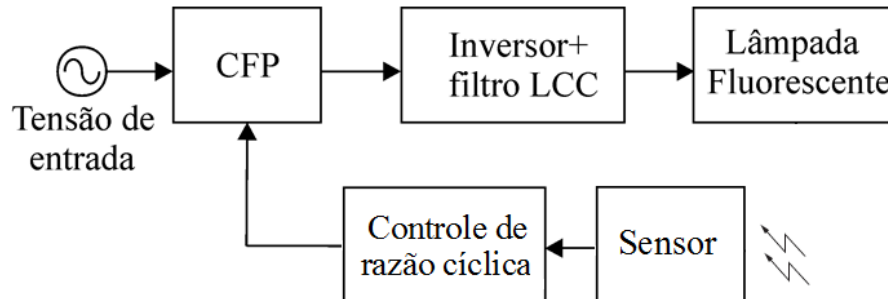 CFP
Inversor+
filtro LCC
Lâmpada
Fluorescente
Tensão de
entrada
Controle de
razão cíclica
Sensor